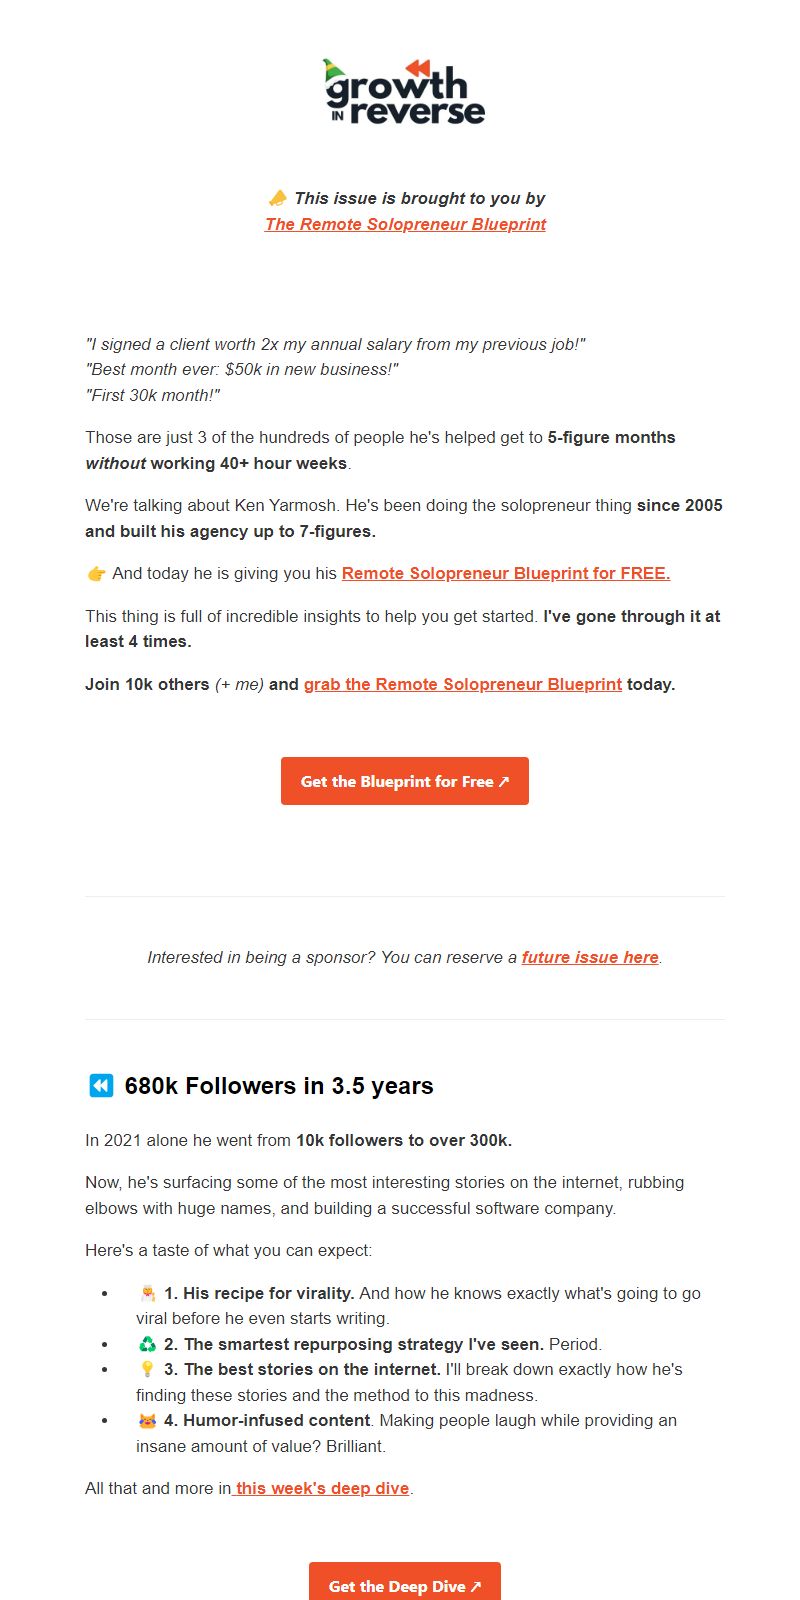 growth
IN reverse
📣 This issue is brought to you by
The Remote Solopreneur Blueprint
"I signed a client worth 2x my annual salary from my previous job!"
"Best month ever: $50k in new business!"
"First 30k month!"
Those are just 3 of the hundreds of people he's helped get to 5-figure months
without working 40+ hour weeks.
We're talking about Ken Yarmosh. He's been doing the solopreneur thing since 2005
and built his agency up to 7-figures.
👉 And today he is giving you his Remote Solopreneur Blueprint for FREE.
This thing is full of incredible insights to help you get started. I've gone through it at
least 4 times.
Join 10k others (+ me) and grab the Remote Solopreneur Blueprint today.
Get the Blueprint for Free ↗
Interested in being a sponsor? You can reserve a future issue here.
⏪ 680k Followers in 3.5 years
In 2021 alone he went from 10k followers to over 300k.
Now, he's surfacing some of the most interesting stories on the internet, rubbing
elbows with huge names, and building a successful software company.
Here's a taste of what you can expect:
• 1. His recipe for virality. And how he knows exactly what's going to go
viral before he even starts writing.
• ♻️ 2. The smartest repurposing strategy I've seen. Period.
• 💡 3. The best stories on the internet. I'll break down exactly how he's
finding these stories and the method to this madness.
• 😹 4. Humor-infused content. Making people laugh while providing an
insane amount of value? Brilliant.
All that and more in this week's deep dive.
Get the Deep Dive ↗